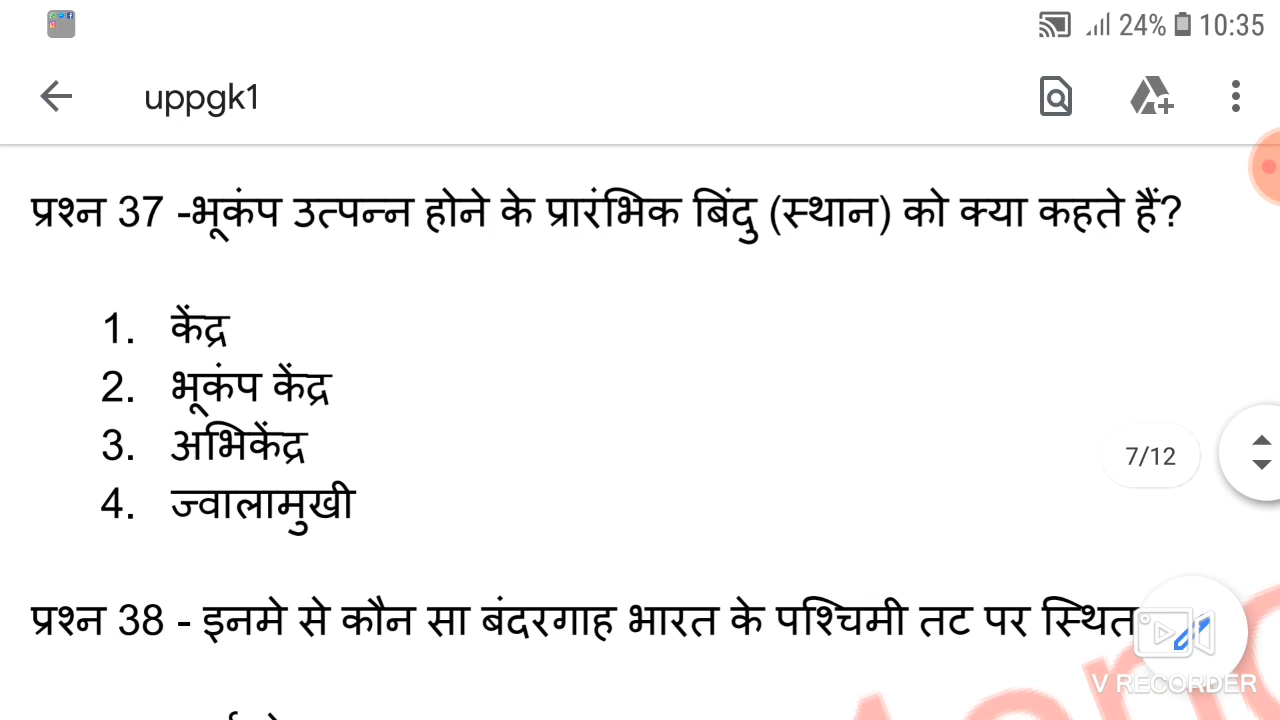 24% 10:35
uppgk1
प्रश्न 37 -भूकंप उत्पन्न होने के प्रारंभिक बिंदु (स्थान) को क्या कहते हैं?
1. केंद्र
2. भूकंप केंद्र
3. अभिकेंद्र
4. ज्वालामुखी
7/12
प्रश्न 38 - इनमे से कौन सा बंदरगाह भारत के पश्चिमी तट पर स्थित
V RECORDER